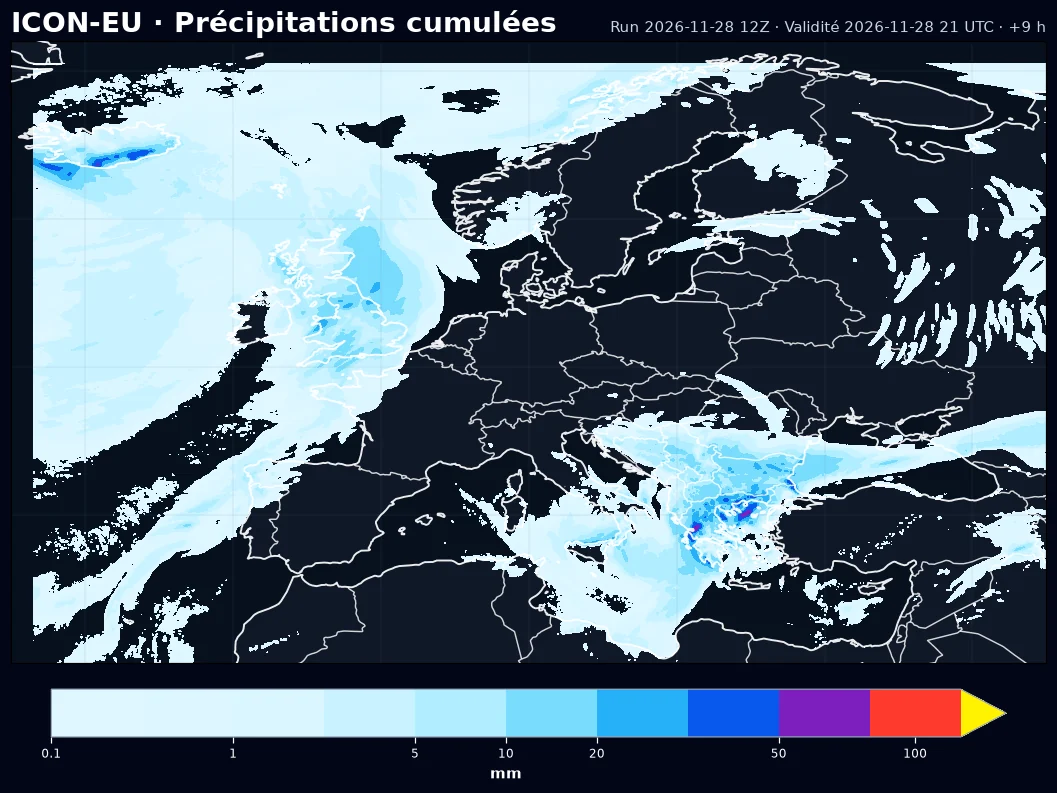 ICON-EU · Précipitations cumulées
Run 2026-11-28 12Z · Validité 2026-11-28 21 UTC · +9 h
0.1 1 5 10 20 50 100
mm